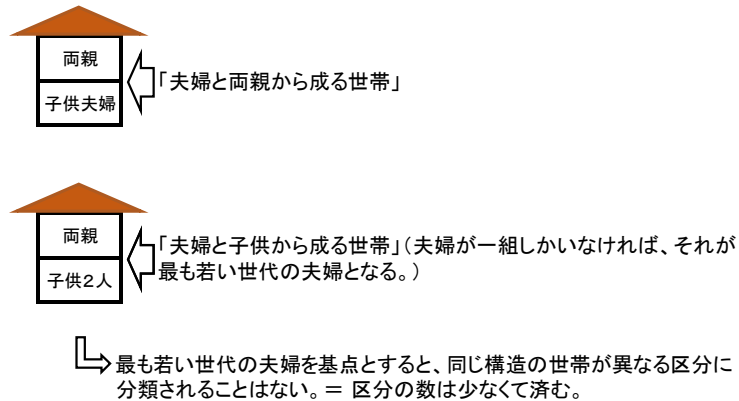 両親
子供夫婦
「夫婦と両親から成る世帯」
両親
子供2人
「夫婦と子供から成る世帯」(夫婦が一組しかいなければ、それが
最も若い世代の夫婦となる。)
最も若い世代の夫婦を基点とすると、同じ構造の世帯が異なる区分に
分類されることはない。= 区分の数は少なくて済む。